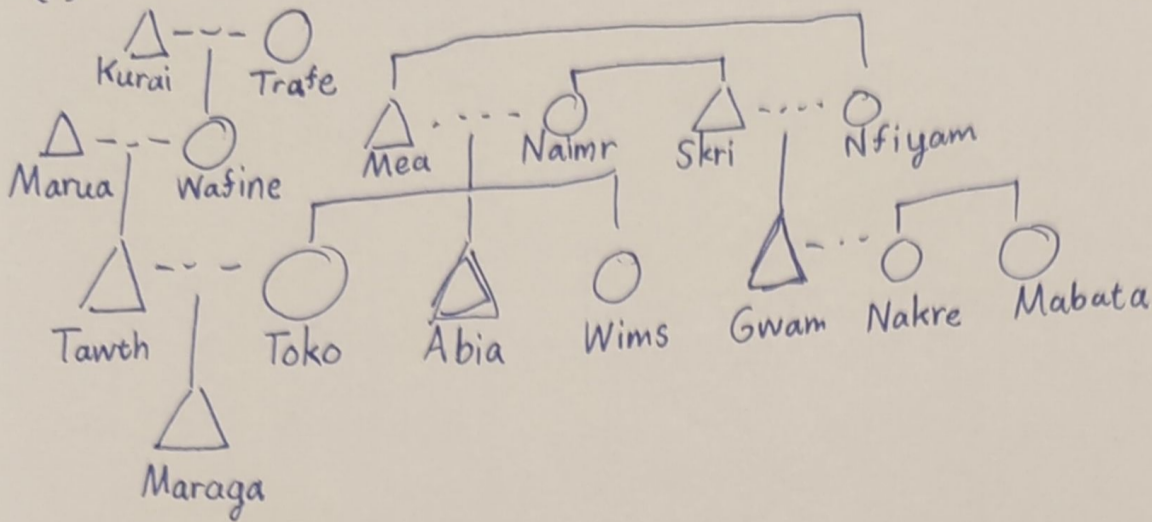 Kurai Trafe
Mea Naimr Skri Nfiyam
Marua Wafine
Tawth Toko Abia Wims Gwam Nakre Mabata
Maraga